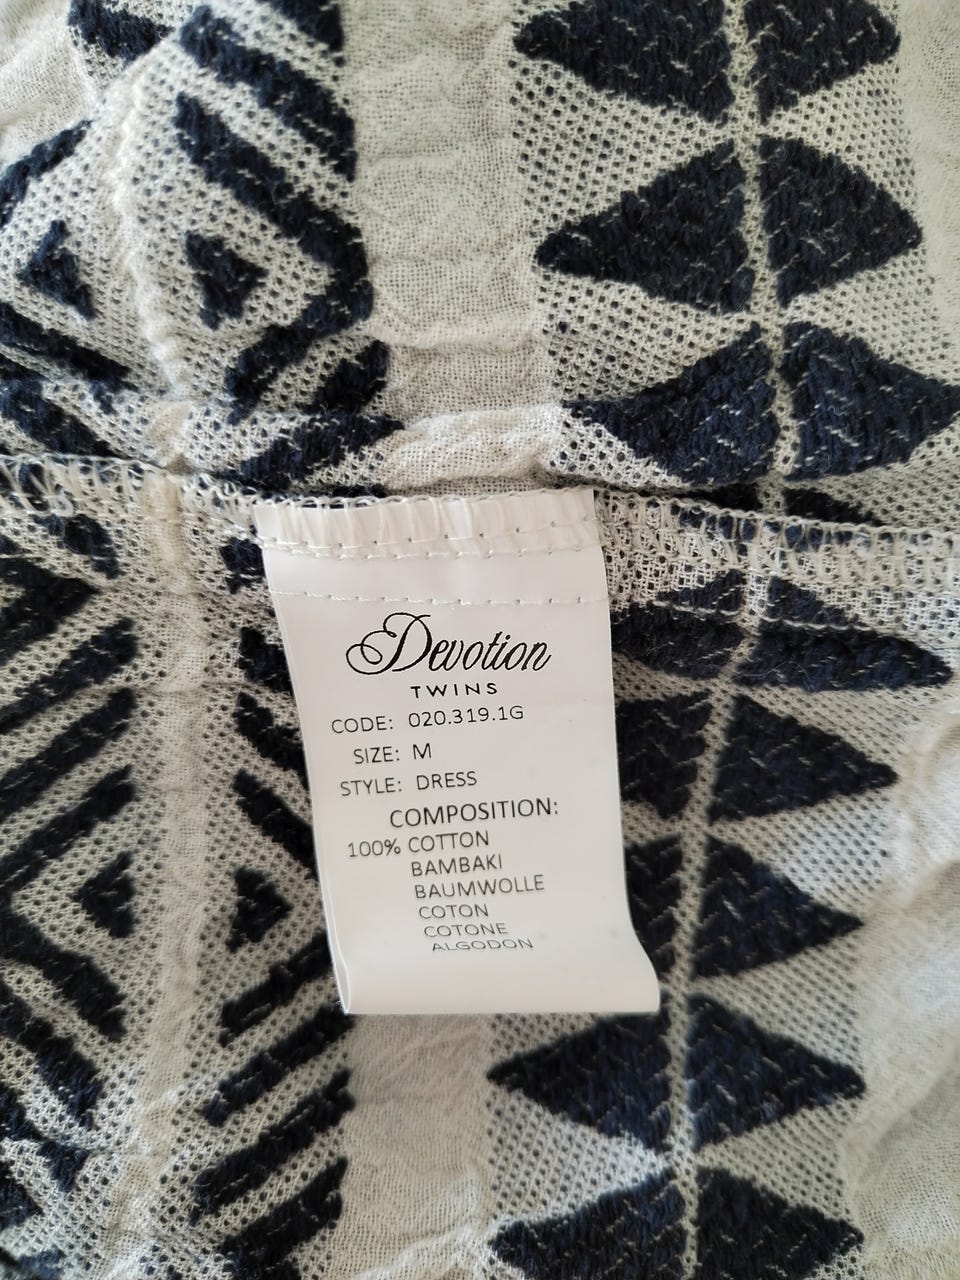 Devotion
TWINS
CODE: 020.319.1G
SIZE: M
STYLE: DRESS
COMPOSITION:
100% COTTON
BAMBAKI
BAUMWOLLE
COTON
COTONE
ALGODON